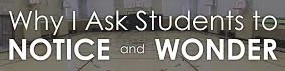 Why I Ask Students to
NOTICE and WONDER